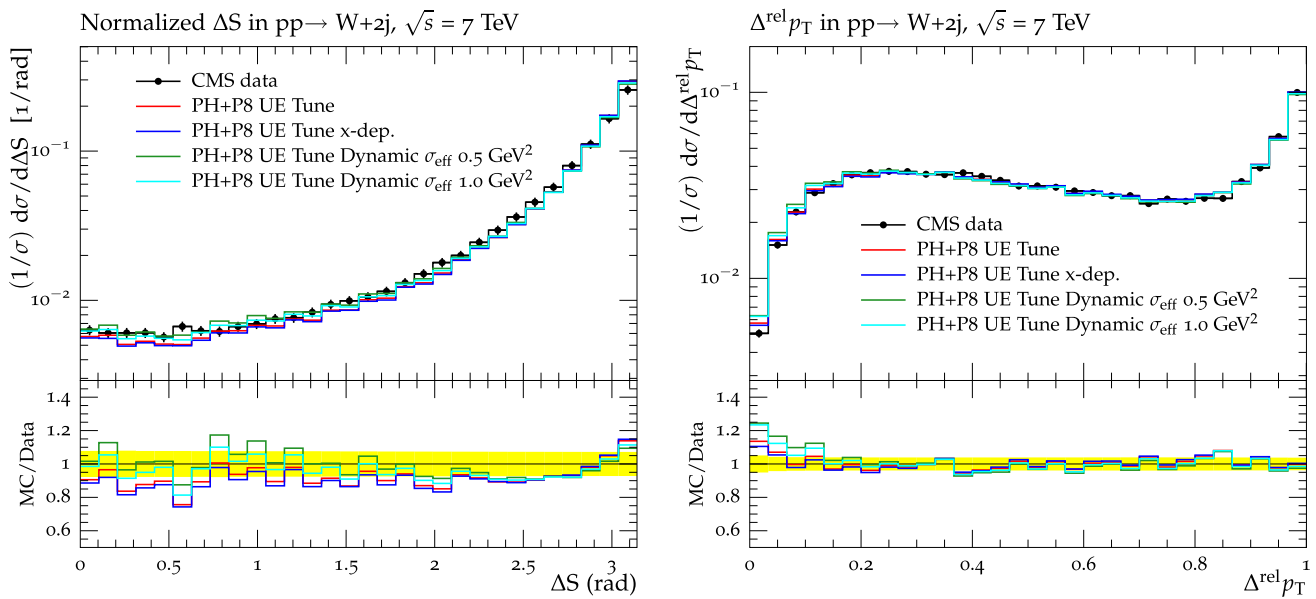 Normalized ΔS in pp→ W+2j, √s = 7 TeV
(1/σ) dσ/dΔS [1/rad]
10⁻¹
10⁻²
CMS data
PH+P8 UE Tune
PH+P8 UE Tune x-dep.
PH+P8 UE Tune Dynamic σeff 0.5 GeV²
PH+P8 UE Tune Dynamic σeff 1.0 GeV²
MC/Data
1.4
1.2
1
0.8
0.6
0 0.5 1 1.5 2 2.5 3
ΔS (rad)
ΔʳᵉˡpT in pp→ W+2j, √s = 7 TeV
(1/σ) dσ/dΔʳᵉˡpT
10⁻¹
10⁻²
CMS data
PH+P8 UE Tune
PH+P8 UE Tune x-dep.
PH+P8 UE Tune Dynamic σeff 0.5 GeV²
PH+P8 UE Tune Dynamic σeff 1.0 GeV²
MC/Data
1.4
1.2
1
0.8
0.6
0 0.2 0.4 0.6 0.8 1
ΔʳᵉˡpT